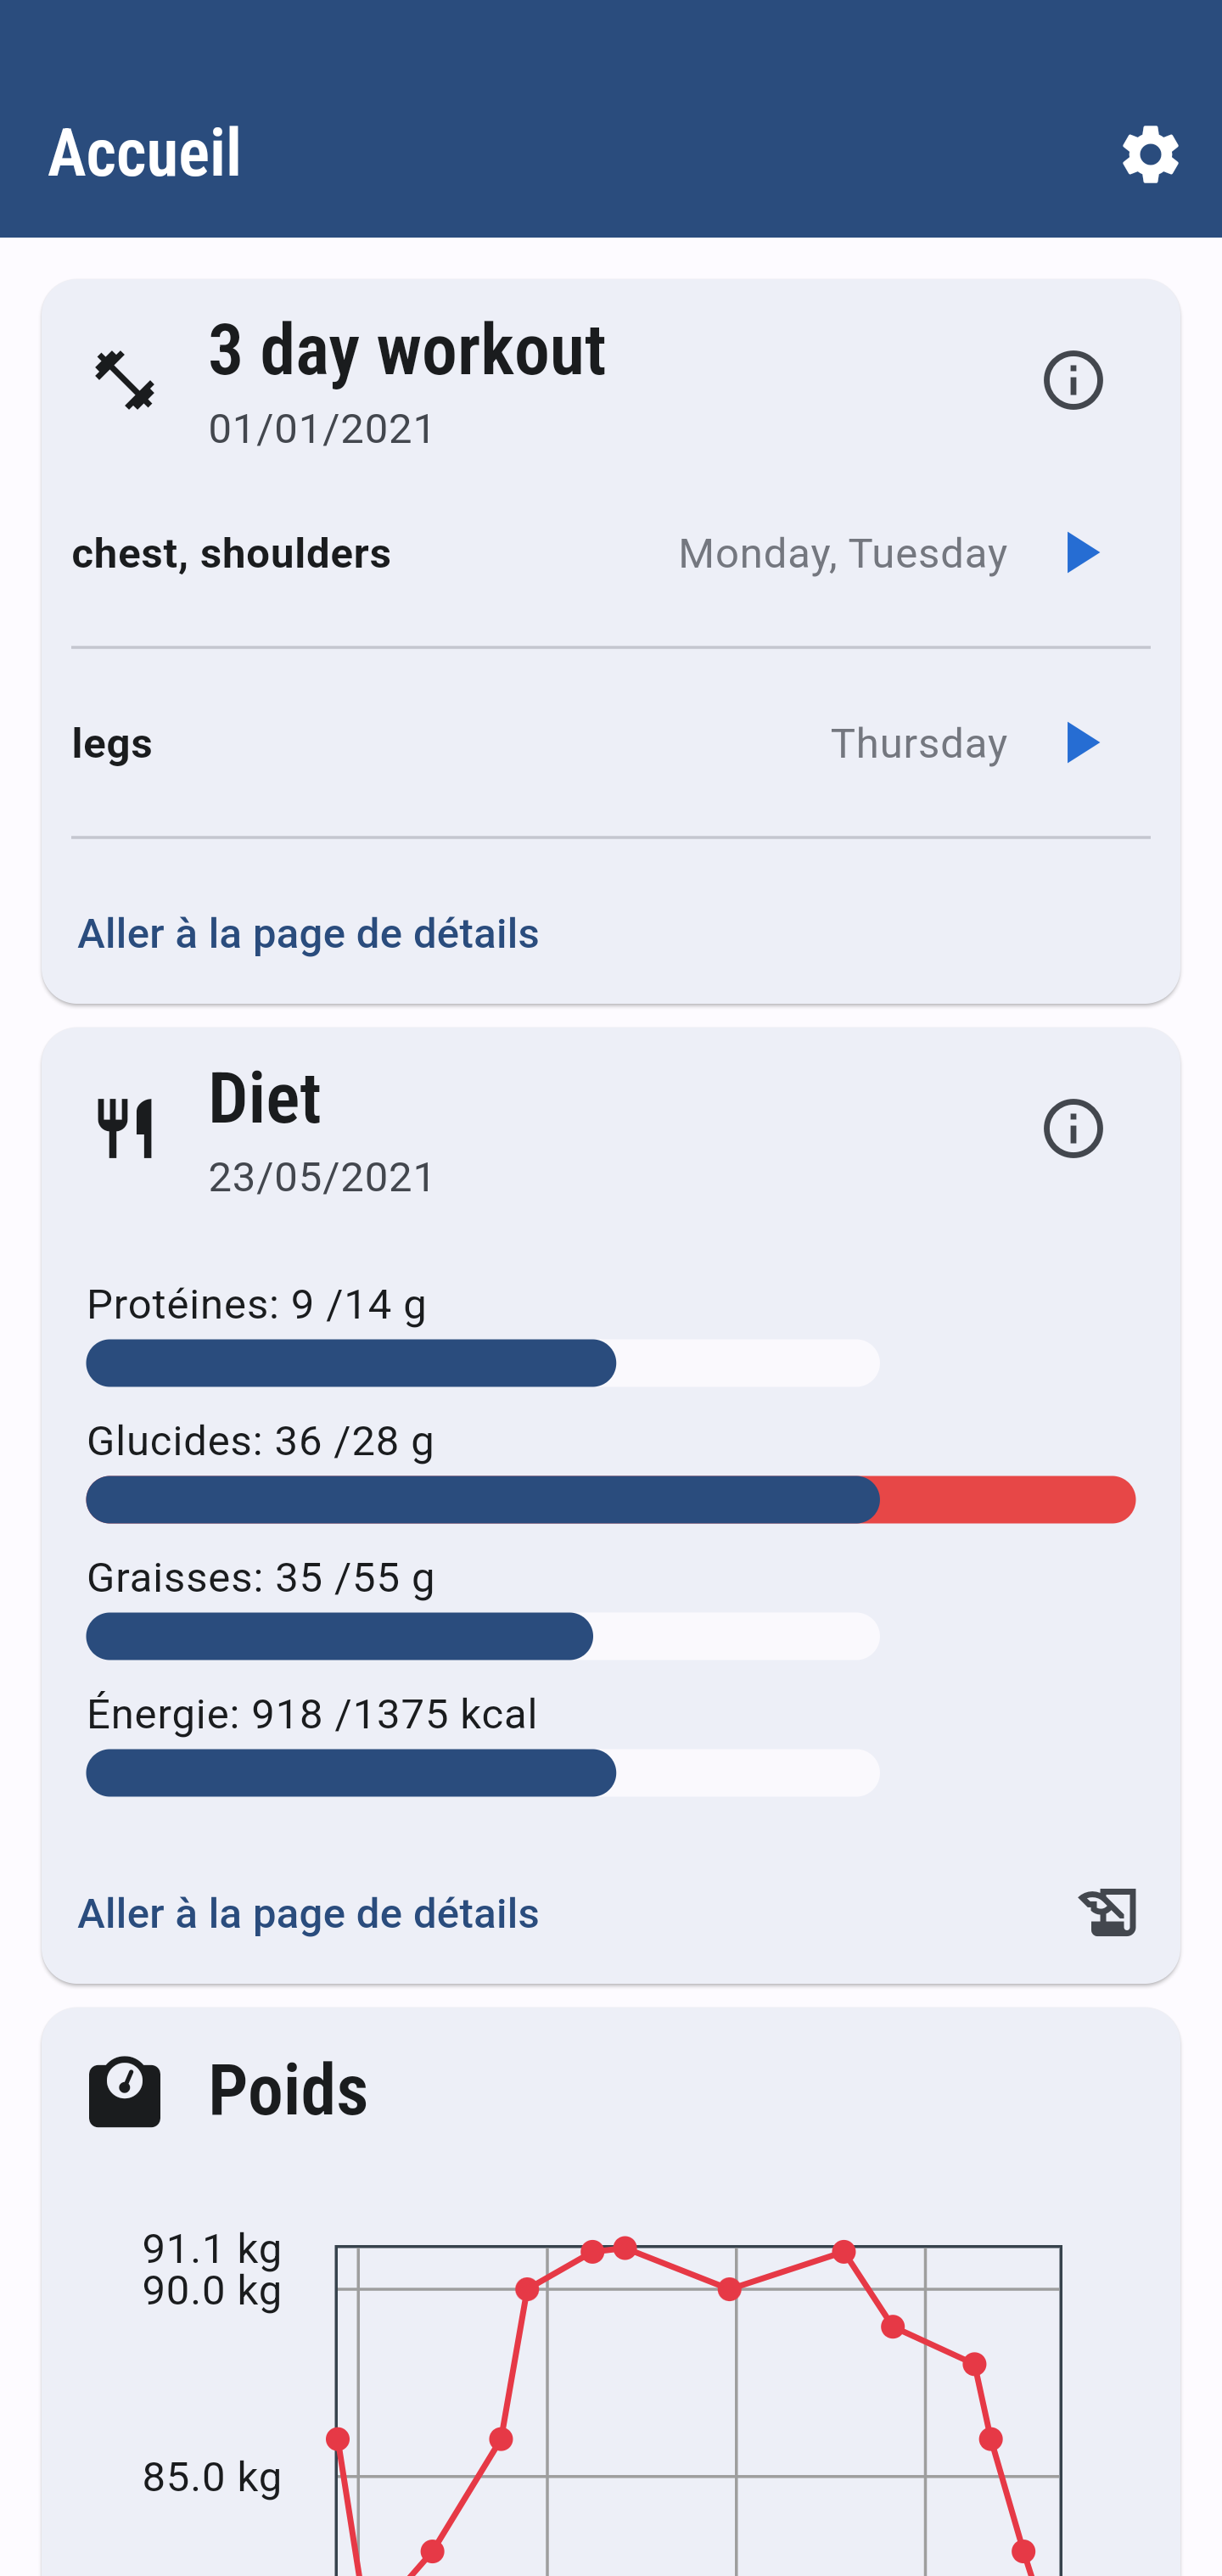 Accueil
3 day workout
01/01/2021
chest, shoulders Monday, Tuesday
legs Thursday
Aller à la page de détails
Diet
23/05/2021
Protéines: 9 /14 g
Glucides: 36 /28 g
Graisses: 35 /55 g
Énergie: 918 /1375 kcal
Aller à la page de détails
Poids
91.1 kg
90.0 kg
85.0 kg